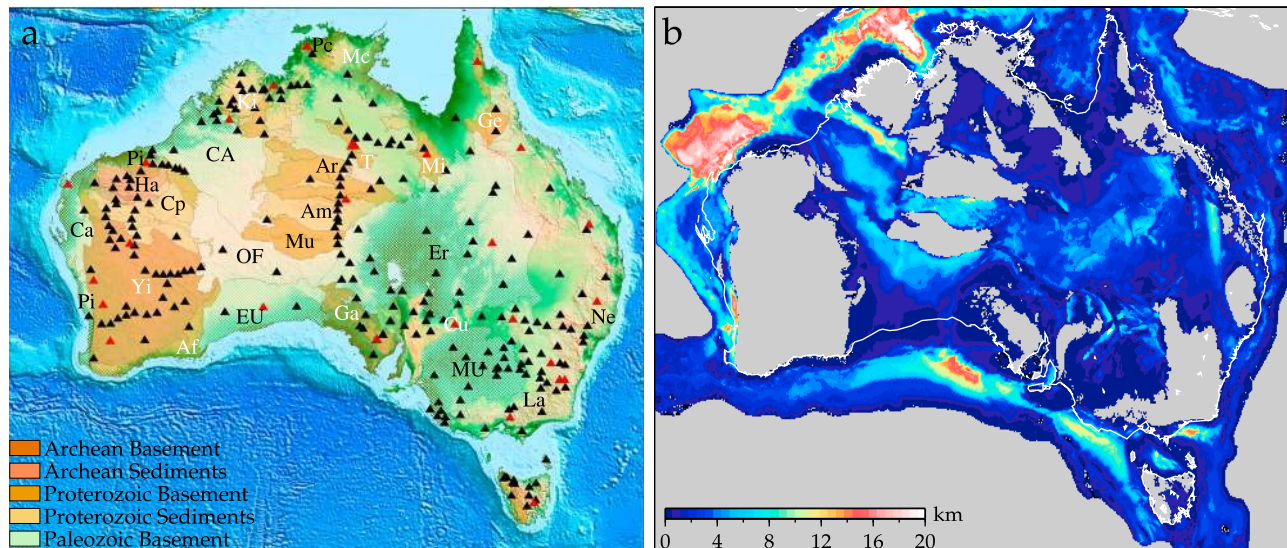 a
Pc
Mc
Ki
Ge
CA
Pi
Ar
T
Mi
Ha
Cp
Am
Ca
Mu
Er
OF
Yi
Pi
EU
Ga
Cu
Ne
Af
MU
La
Archean Basement
Archean Sediments
Proterozoic Basement
Proterozoic Sediments
Paleozoic Basement
b
km
0 4 8 12 16 20